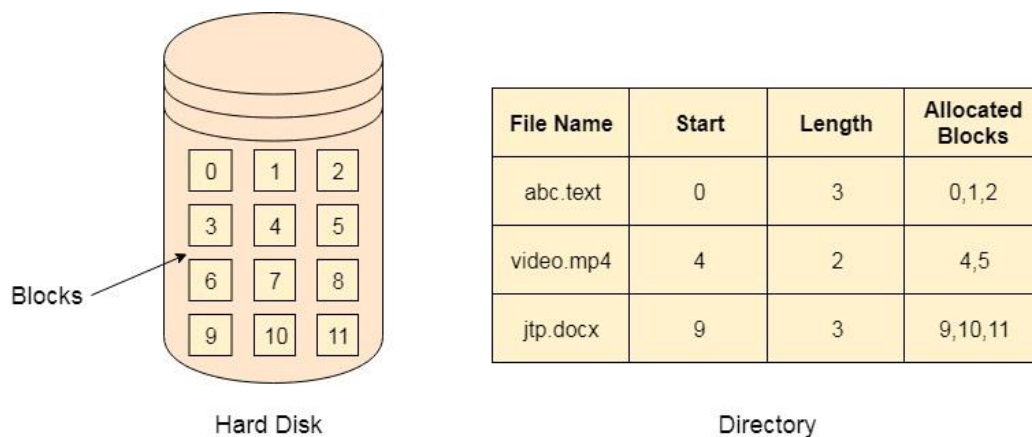 0 1 2
3 4 5
6 7 8
9 10 11
Blocks
Hard Disk
File Name Start Length Allocated
Blocks
abc.text 0 3 0,1,2
video.mp4 4 2 4,5
jtp.docx 9 3 9,10,11
Directory